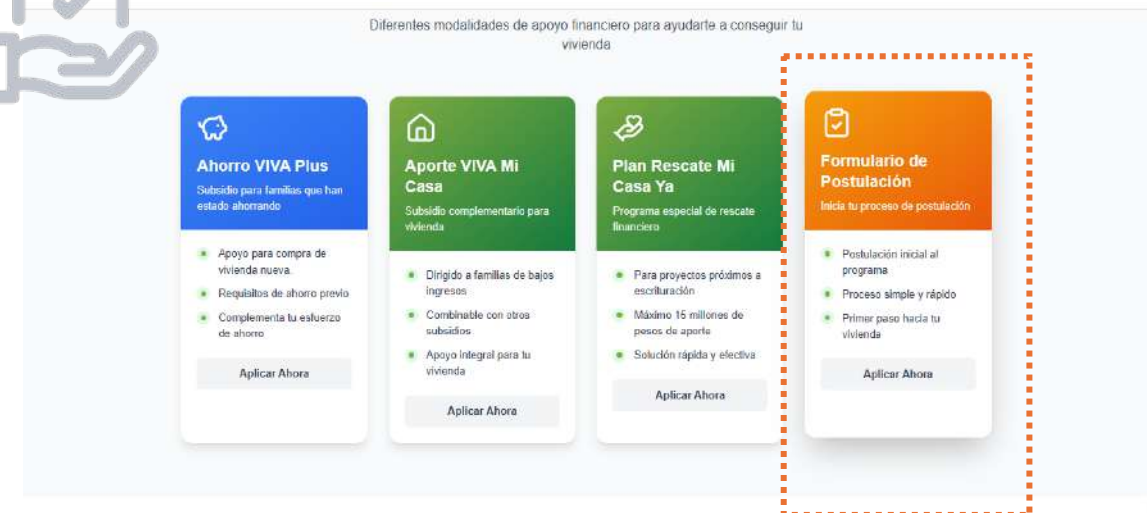 Diferentes modalidades de apoyo financiero para ayudarte a conseguir tu
vivienda
Ahorro VIVA Plus
Subsidio para familias que han
estado ahorrando
Apoyo para compra de
vivienda nueva.
Requisitos de ahorro previo
Complementa tu esfuerzo
de ahorro
Aplicar Ahora
Aporte VIVA Mi
Casa
Subsidio complementario para
vivienda
Dirigido a familias de bajos
ingresos
Combinable con otros
subsidios
Apoyo integral para tu
vivienda
Aplicar Ahora
Plan Rescate Mi
Casa Ya
Programa especial de rescate
financiero
Para proyectos próximos a
escrituración
Máximo 15 millones de
pesos de aporte
Solución rápida y efectiva
Aplicar Ahora
Formulario de
Postulación
Inicia tu proceso de postulación
Postulación inicial al
programa
Proceso simple y rápido
Primer paso hacia tu
vivienda
Aplicar Ahora